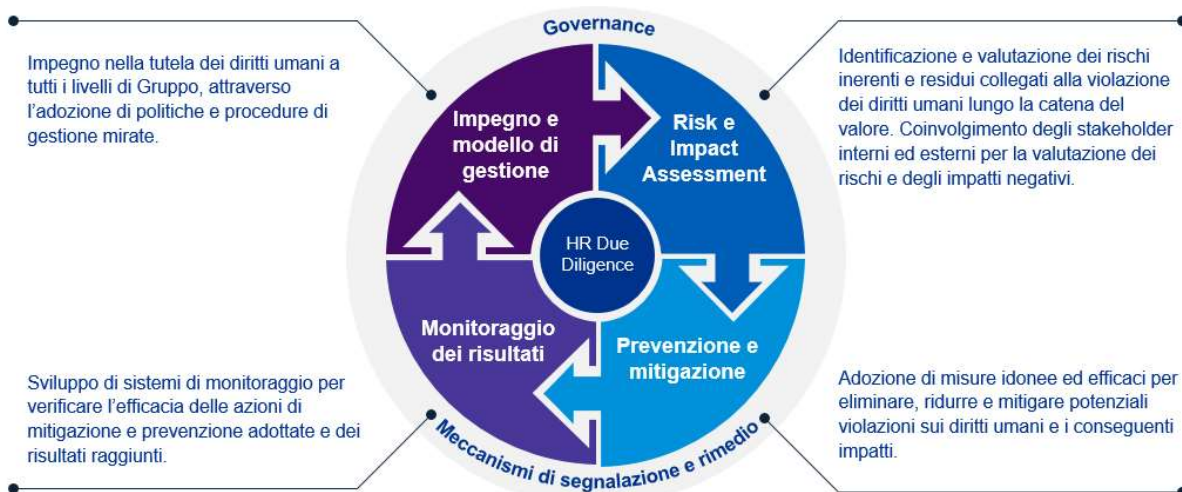 Governance
Impegno nella tutela dei diritti umani a
tutti i livelli di Gruppo, attraverso
l'adozione di politiche e procedure di
gestione mirate.
Impegno e
modello di
gestione
Risk e
Impact
Assessment
Identificazione e valutazione dei rischi
inerenti e residui collegati alla violazione
dei diritti umani lungo la catena del
valore. Coinvolgimento degli stakeholder
interni ed esterni per la valutazione dei
rischi e degli impatti negativi.
HR Due
Diligence
Monitoraggio
dei risultati
Prevenzione e
mitigazione
Sviluppo di sistemi di monitoraggio per
verificare l'efficacia delle azioni di
mitigazione e prevenzione adottate e dei
risultati raggiunti.
Adozione di misure idonee ed efficaci per
eliminare, ridurre e mitigare potenziali
violazioni sui diritti umani e i conseguenti
impatti.
Meccanismi di segnalazione e rimedio